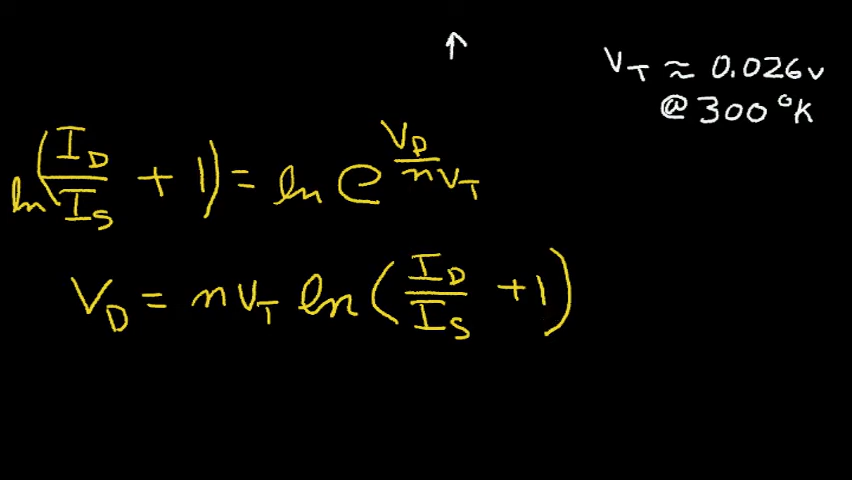 ↑
V_T ≈ 0.026v
@ 300°K
ln(I_D/I_S + 1) = ln e^(V_D/nV_T)
V_D = nV_T ln(I_D/I_S + 1)